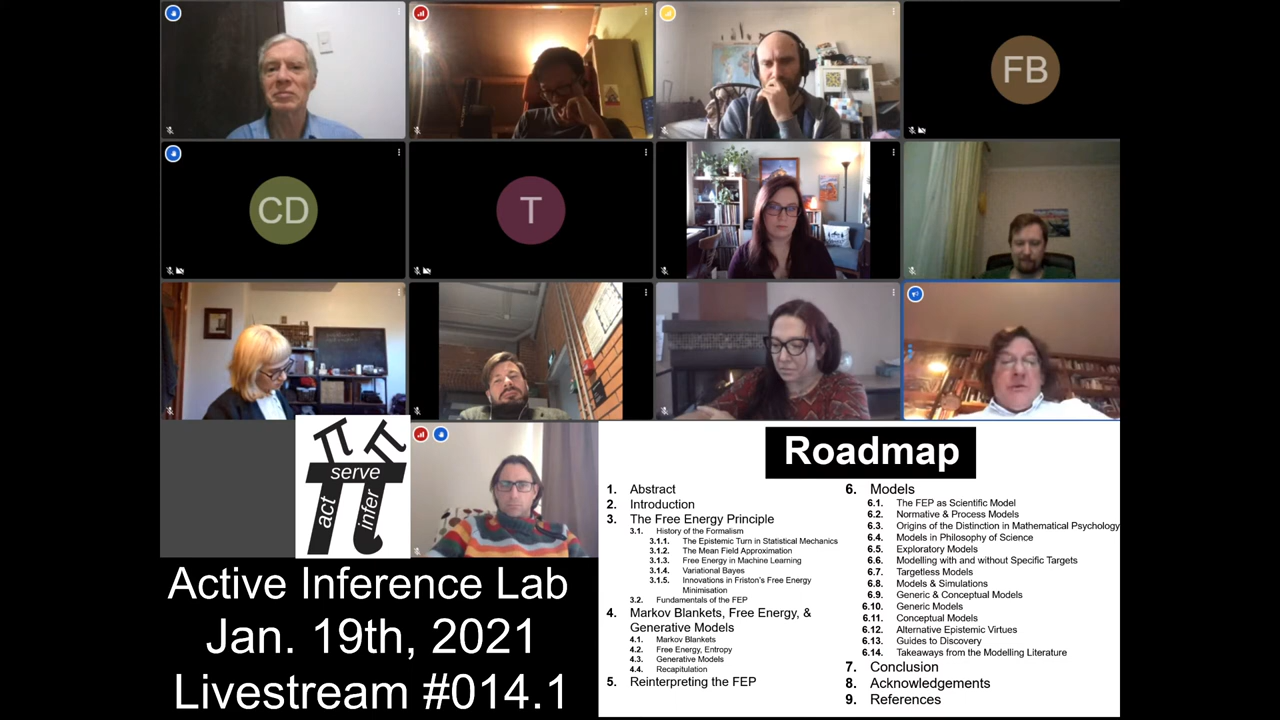 FB
CD
T
serve
act
infer
Active Inference Lab
Jan. 19th, 2021
Livestream #014.1
Roadmap
1. Abstract
2. Introduction
3. The Free Energy Principle
3.1. History of the Formalism
3.1.1. The Epistemic Turn in Statistical Mechanics
3.1.2. The Mean Field Approximation
3.1.3. Free Energy in Machine Learning
3.1.4. Variational Bayes
3.1.5. Innovations in Friston's Free Energy
Minimisation
3.2. Fundamentals of the FEP
4. Markov Blankets, Free Energy, &
Generative Models
4.1. Markov Blankets
4.2. Free Energy, Entropy
4.3. Generative Models
4.4. Recapitulation
5. Reinterpreting the FEP
6. Models
6.1. The FEP as Scientific Model
6.2. Normative & Process Models
6.3. Origins of the Distinction in Mathematical Psychology
6.4. Models in Philosophy of Science
6.5. Exploratory Models
6.6. Modelling with and without Specific Targets
6.7. Targetless Models
6.8. Models & Simulations
6.9. Generic & Conceptual Models
6.10. Generic Models
6.11. Conceptual Models
6.12. Alternative Epistemic Virtues
6.13. Guides to Discovery
6.14. Takeaways from the Modelling Literature
7. Conclusion
8. Acknowledgements
9. References